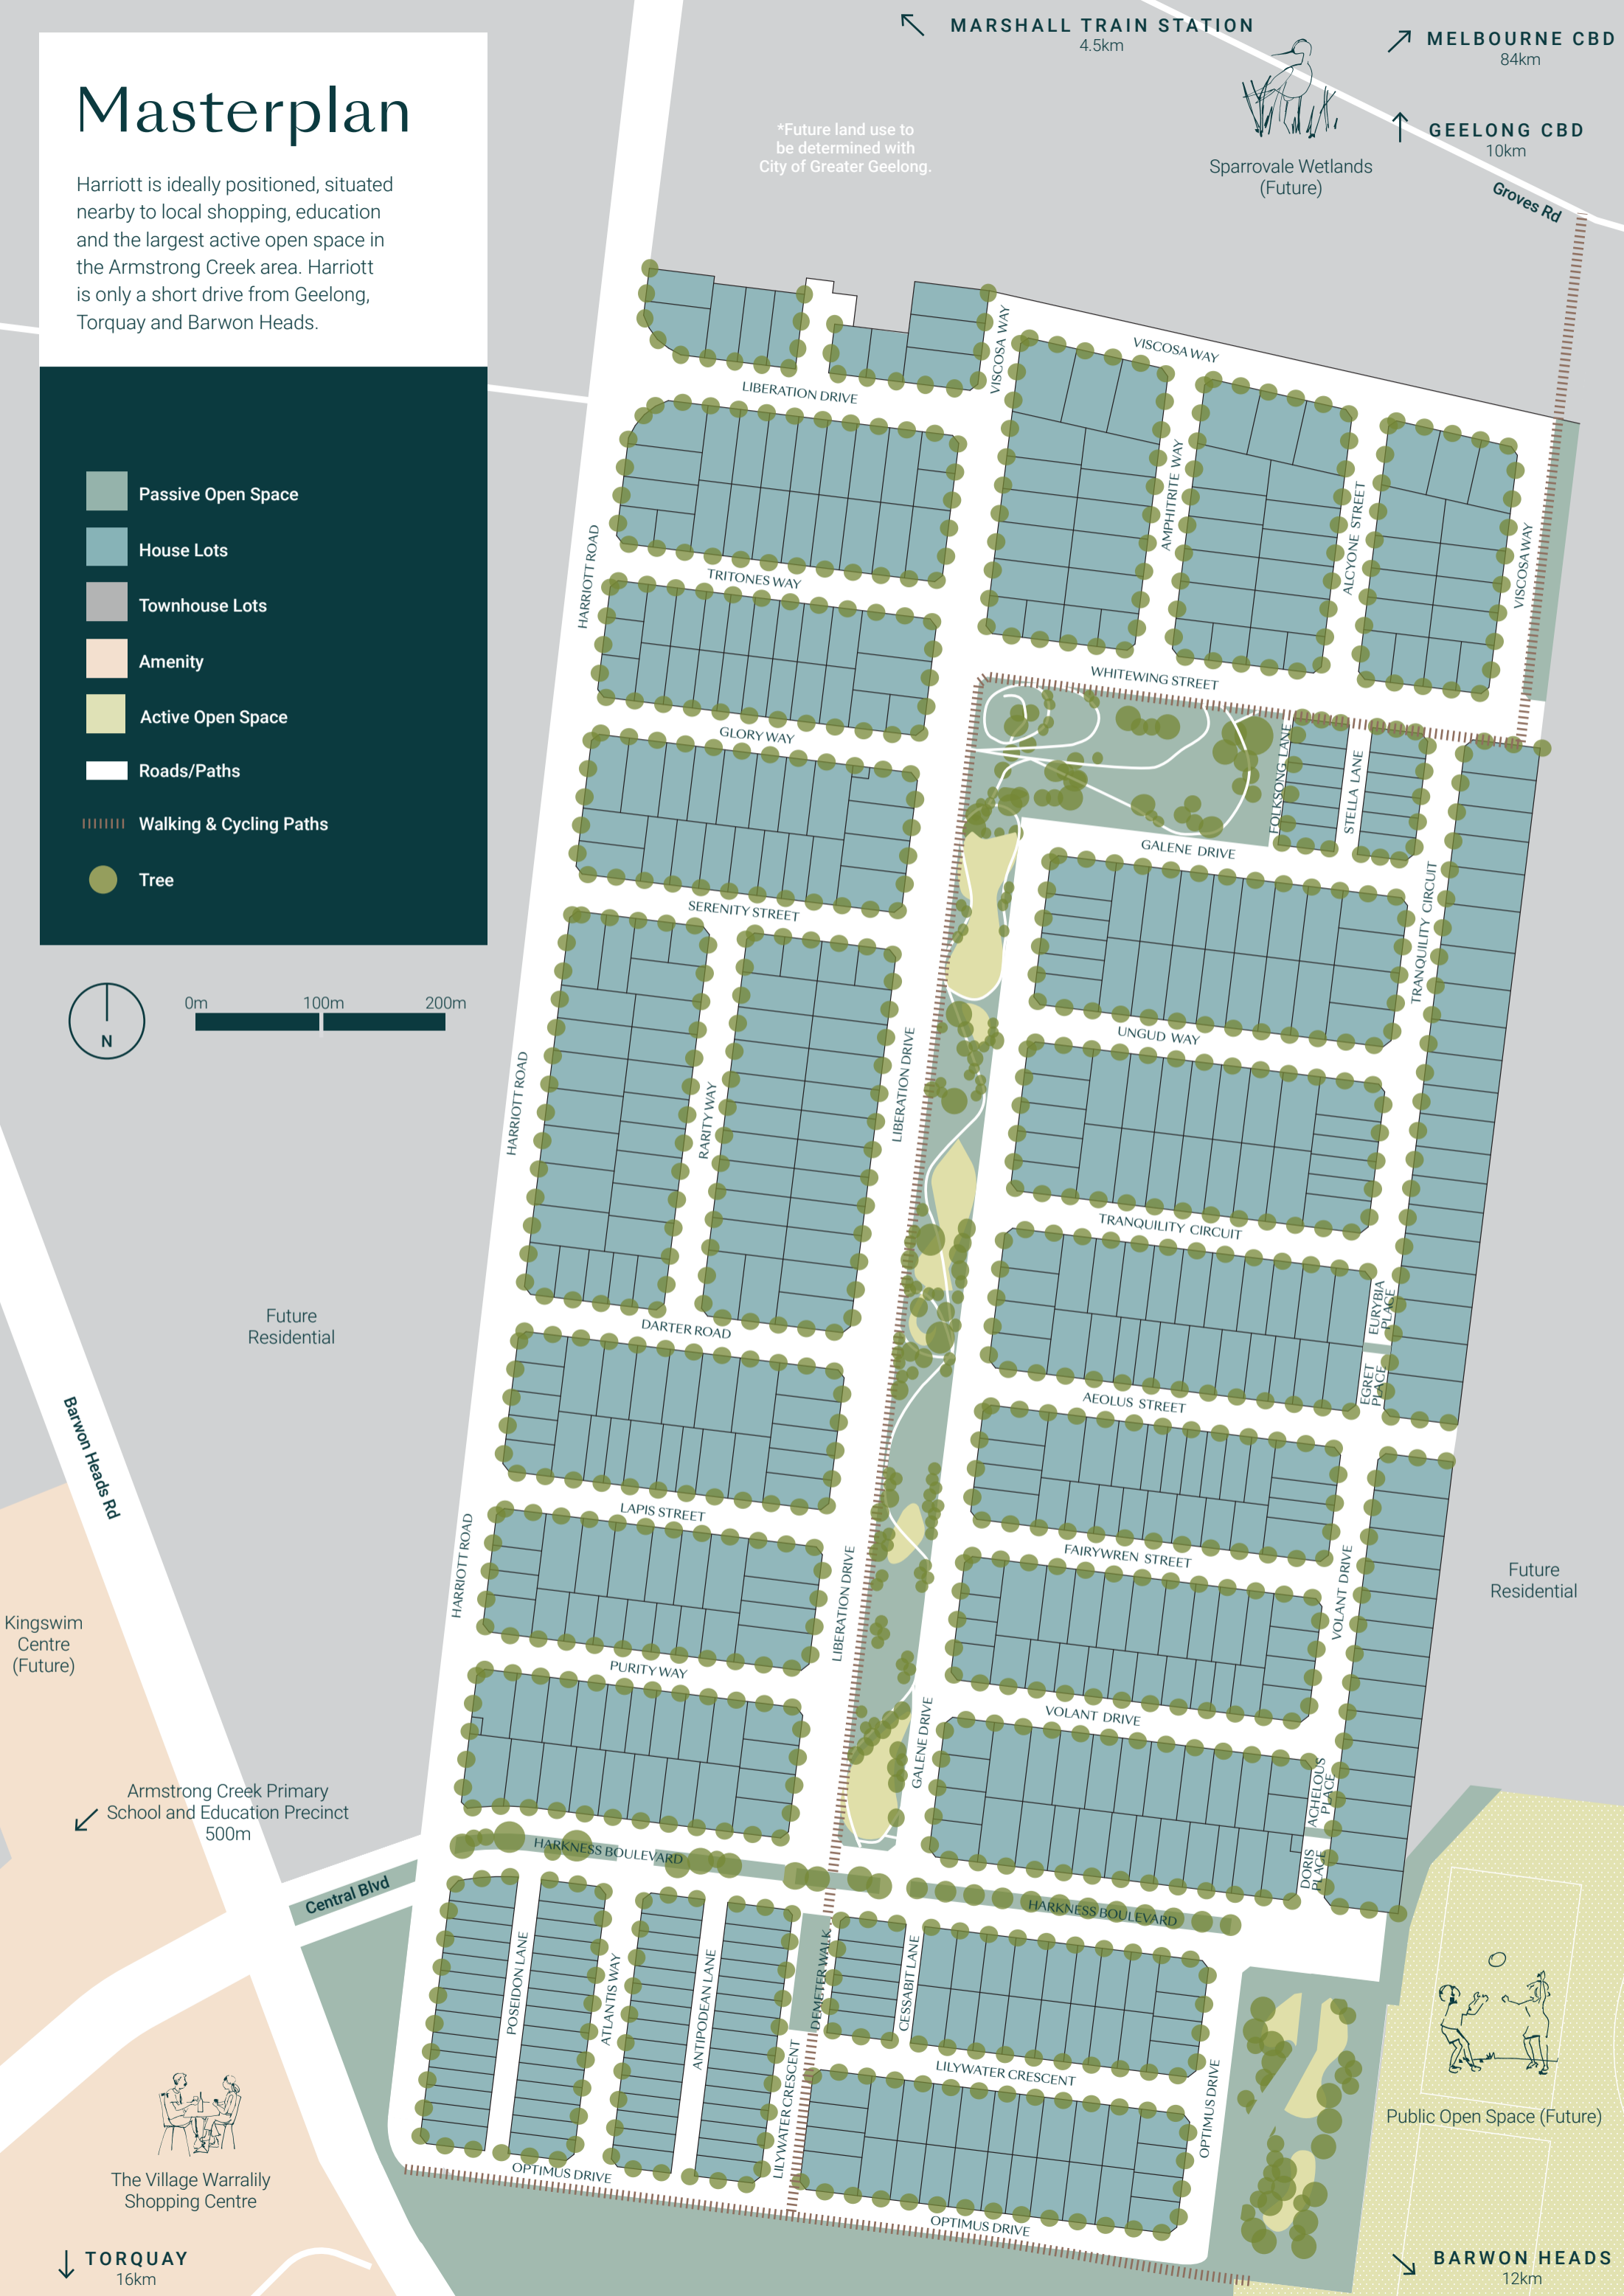 MARSHALL TRAIN STATION
4.5km
MELBOURNE CBD
84km
GEELONG CBD
10km
Groves Rd
Sparrovale Wetlands
(Future)
*Future land use to
be determined with
City of Greater Geelong.
Masterplan
Harriott is ideally positioned, situated
nearby to local shopping, education
and the largest active open space in
the Armstrong Creek area. Harriott
is only a short drive from Geelong,
Torquay and Barwon Heads.
Passive Open Space
House Lots
Townhouse Lots
Amenity
Active Open Space
Roads/Paths
Walking & Cycling Paths
Tree
N
0m
100m
200m
VISCOSA WAY
VISCOSA WAY
LIBERATION DRIVE
AMPHITRITE WAY
ALCYONE STREET
VISCOSA WAY
HARRIOTT ROAD
TRITONES WAY
WHITEWING STREET
GLORY WAY
FOLKSONG LANE
STELLA LANE
GALENE DRIVE
TRANQUILITY CIRCUIT
SERENITY STREET
UNGUD WAY
HARRIOTT ROAD
RARITY WAY
LIBERATION DRIVE
TRANQUILITY CIRCUIT
EURYBIA
PLACE
DARTER ROAD
EGRET
PLACE
AEOLUS STREET
LAPIS STREET
HARRIOTT ROAD
LIBERATION DRIVE
FAIRYWREN STREET
VOLANT DRIVE
PURITY WAY
GALENE DRIVE
VOLANT DRIVE
ACHELOUS
PLACE
DORIS
PLACE
HARKNESS BOULEVARD
HARKNESS BOULEVARD
POSEIDON LANE
ATLANTIS WAY
ANTIPODEAN LANE
DEMETER WALK
CESSABIT LANE
LILYWATER CRESCENT
LILYWATER CRESCENT
OPTIMUS DRIVE
OPTIMUS DRIVE
OPTIMUS DRIVE
Future
Residential
Future
Residential
Barwon Heads Rd
Kingswim
Centre
(Future)
Armstrong Creek Primary
School and Education Precinct
500m
Central Blvd
The Village Warralily
Shopping Centre
TORQUAY
16km
Public Open Space (Future)
BARWON HEADS
12km